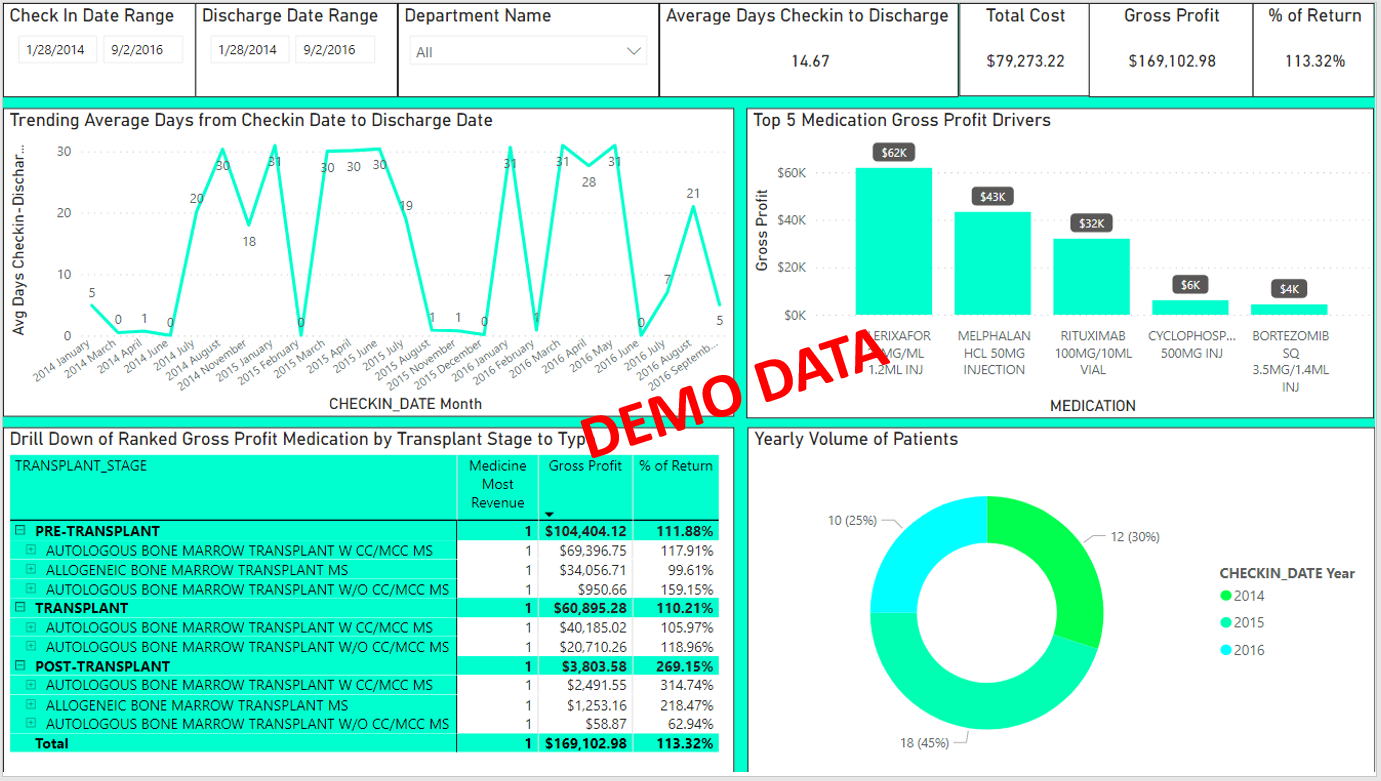 Check In Date Range
1/28/2014 9/2/2016
Discharge Date Range
1/28/2014 9/2/2016
Department Name
All
Average Days Checkin to Discharge
14.67
Total Cost
$79,273.22
Gross Profit
$169,102.98
% of Return
113.32%
Trending Average Days from Checkin Date to Discharge Date
Avg Days Checkin-Dischar...
30
20
10
0
5
0
1
0
20
30
18
31
0
30
30
30
19
1
1
0
31
1
31
28
31
0
7
21
5
2014 January
2014 March
2014 April
2014 June
2014 July
2014 August
2014 November
2015 January
2015 February
2015 March
2015 April
2015 June
2015 July
2015 August
2015 November
2015 December
2016 January
2016 February
2016 March
2016 April
2016 May
2016 June
2016 July
2016 August
2016 Septemb...
CHECKIN_DATE Month
Top 5 Medication Gross Profit Drivers
Gross Profit
$60K
$40K
$20K
$0K
$62K
$43K
$32K
$6K
$4K
LERIXAFOR
MG/ML
1.2ML INJ
MELPHALAN
HCL 50MG
INJECTION
RITUXIMAB
100MG/10ML
VIAL
CYCLOPHOSP...
500MG INJ
BORTEZOMIB
SQ
3.5MG/1.4ML
INJ
MEDICATION
DEMO DATA
Drill Down of Ranked Gross Profit Medication by Transplant Stage to Typ
TRANSPLANT_STAGE Medicine Gross Profit % of Return
Most
Revenue
PRE-TRANSPLANT 1 $104,404.12 111.88%
AUTOLOGOUS BONE MARROW TRANSPLANT W CC/MCC MS 1 $69,396.75 117.91%
ALLOGENEIC BONE MARROW TRANSPLANT MS 1 $34,056.71 99.61%
AUTOLOGOUS BONE MARROW TRANSPLANT W/O CC/MCC MS 1 $950.66 159.15%
TRANSPLANT 1 $60,895.28 110.21%
AUTOLOGOUS BONE MARROW TRANSPLANT W CC/MCC MS 1 $40,185.02 105.97%
AUTOLOGOUS BONE MARROW TRANSPLANT W/O CC/MCC MS 1 $20,710.26 118.96%
POST-TRANSPLANT 1 $3,803.58 269.15%
AUTOLOGOUS BONE MARROW TRANSPLANT W CC/MCC MS 1 $2,491.55 314.74%
ALLOGENEIC BONE MARROW TRANSPLANT MS 1 $1,253.16 218.47%
AUTOLOGOUS BONE MARROW TRANSPLANT W/O CC/MCC MS 1 $58.87 62.94%
Total 1 $169,102.98 113.32%
Yearly Volume of Patients
10 (25%)
12 (30%)
18 (45%)
CHECKIN_DATE Year
2014
2015
2016